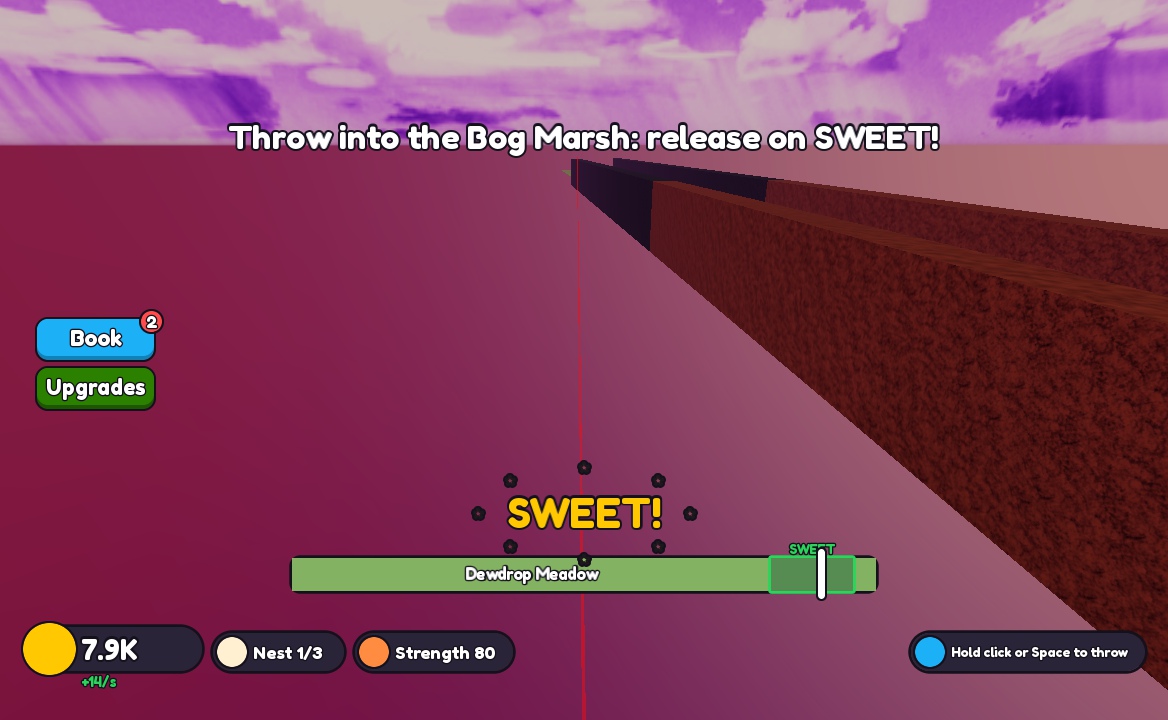 Throw into the Bog Marsh: release on SWEET!
Book
2
Upgrades
SWEET!
SWEET
Dewdrop Meadow
7.9K
+14/s
Nest 1/3
Strength 80
Hold click or Space to throw